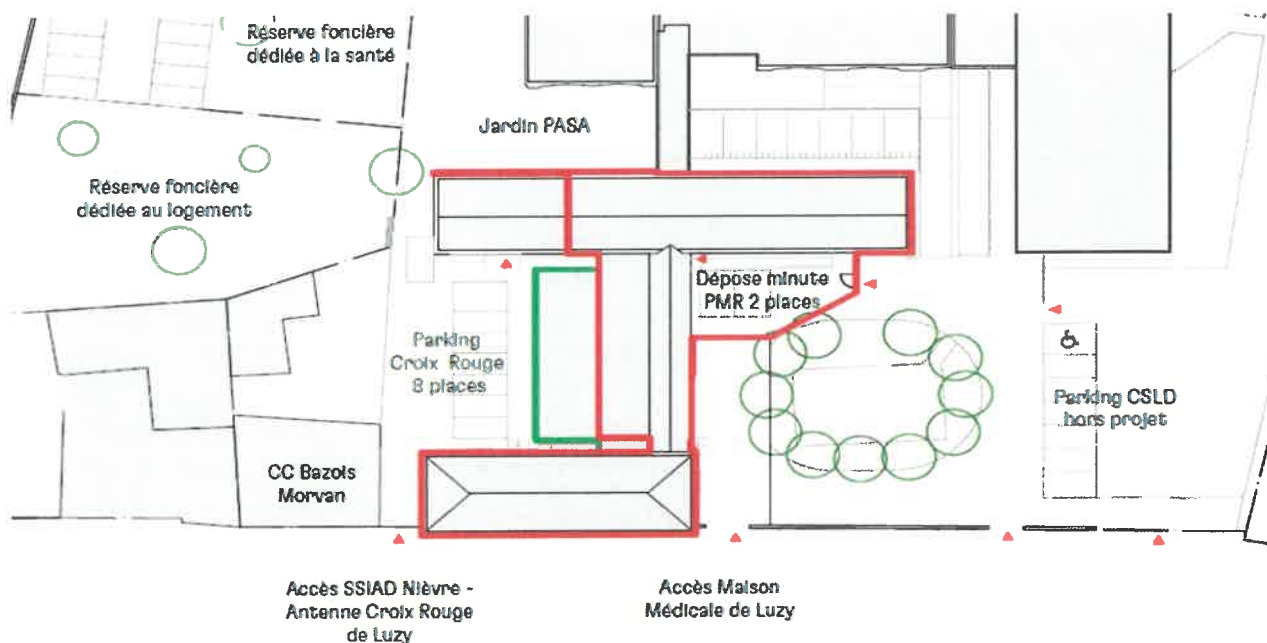 Réserve foncière
dédiée à la santé
Jardin PASA
Réserve foncière
dédiée au logement
Dépose minute
PMR 2 places
Parking
Croix Rouge
8 places
Parking CSLD
hors projet
CC Bazois
Morvan
Accès SSIAD Nièvre -
Antenne Croix Rouge
de Luzy
Accès Maison
Médicale de Luzy